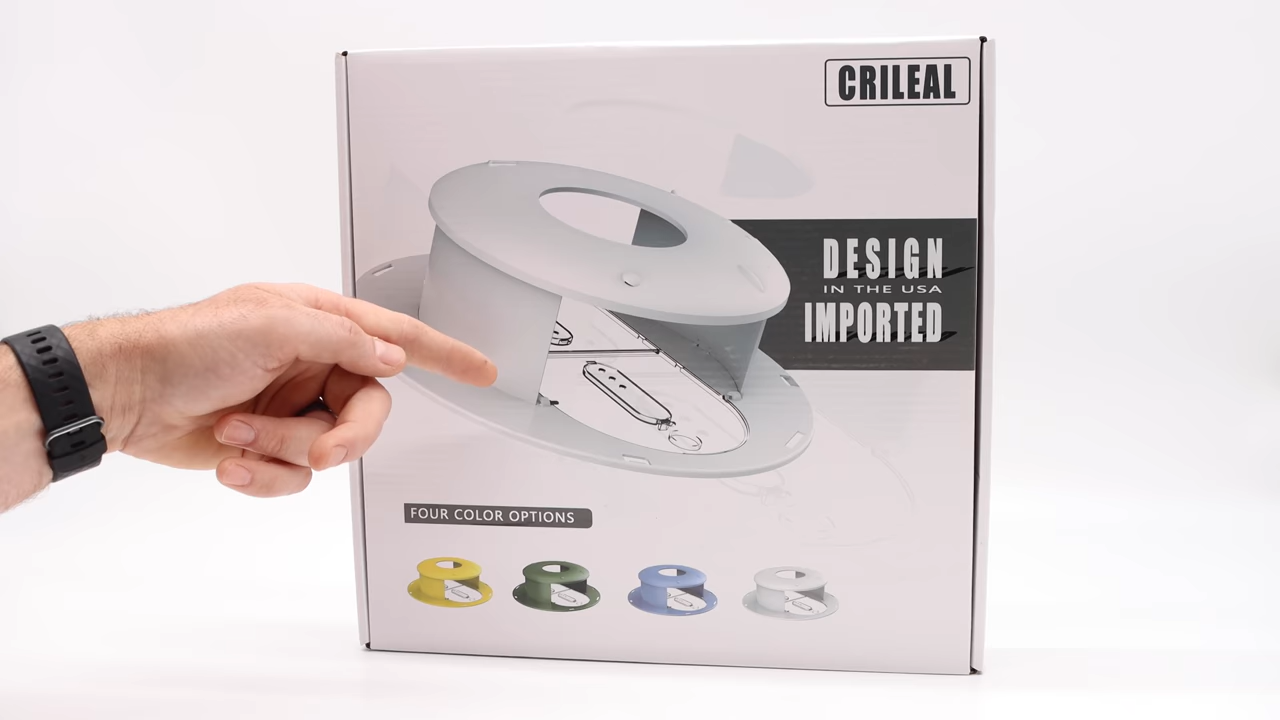 CRILEAL
DESIGN
IN THE USA
IMPORTED
FOUR COLOR OPTIONS